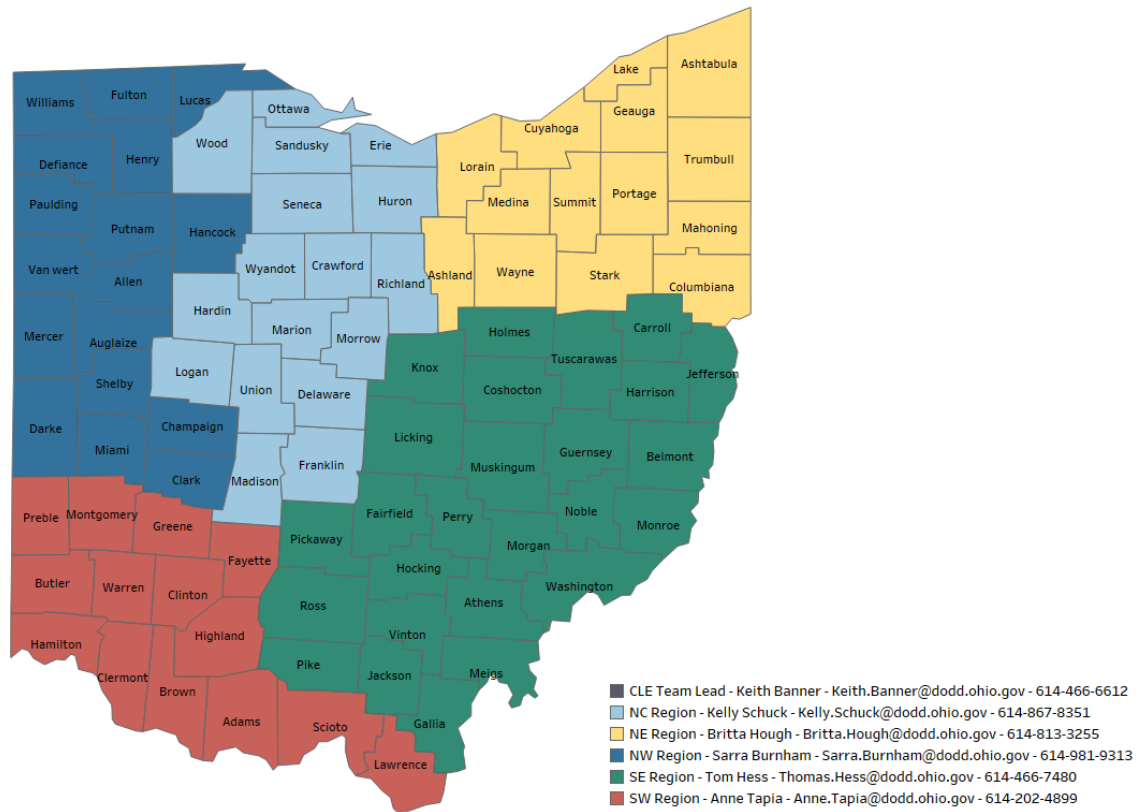 Lake
Ashtabula
Williams
Fulton
Lucas
Ottawa
Geauga
Cuyahoga
Wood
Sandusky
Erie
Defiance
Henry
Lorain
Trumbull
Paulding
Seneca
Huron
Medina
Summit
Portage
Putnam
Hancock
Mahoning
Van wert
Allen
Wyandot
Crawford
Richland
Ashland
Wayne
Stark
Columbiana
Hardin
Marion
Morrow
Mercer
Auglaize
Holmes
Carroll
Tuscarawas
Logan
Knox
Jefferson
Shelby
Union
Delaware
Coshocton
Harrison
Darke
Champaign
Licking
Miami
Guernsey
Belmont
Clark
Madison
Franklin
Muskingum
Preble
Montgomery
Greene
Fairfield
Perry
Noble
Monroe
Pickaway
Morgan
Fayette
Hocking
Butler
Warren
Clinton
Washington
Ross
Athens
Highland
Vinton
Hamilton
Pike
Jackson
Meigs
Clermont
Brown
Adams
Scioto
Gallia
Lawrence
CLE Team Lead - Keith Banner - Keith.Banner@dodd.ohio.gov - 614-466-6612
NC Region - Kelly Schuck - Kelly.Schuck@dodd.ohio.gov - 614-867-8351
NE Region - Britta Hough - Britta.Hough@dodd.ohio.gov - 614-813-3255
NW Region - Sarra Burnham - Sarra.Burnham@dodd.ohio.gov - 614-981-9313
SE Region - Tom Hess - Thomas.Hess@dodd.ohio.gov - 614-466-7480
SW Region - Anne Tapia - Anne.Tapia@dodd.ohio.gov - 614-202-4899